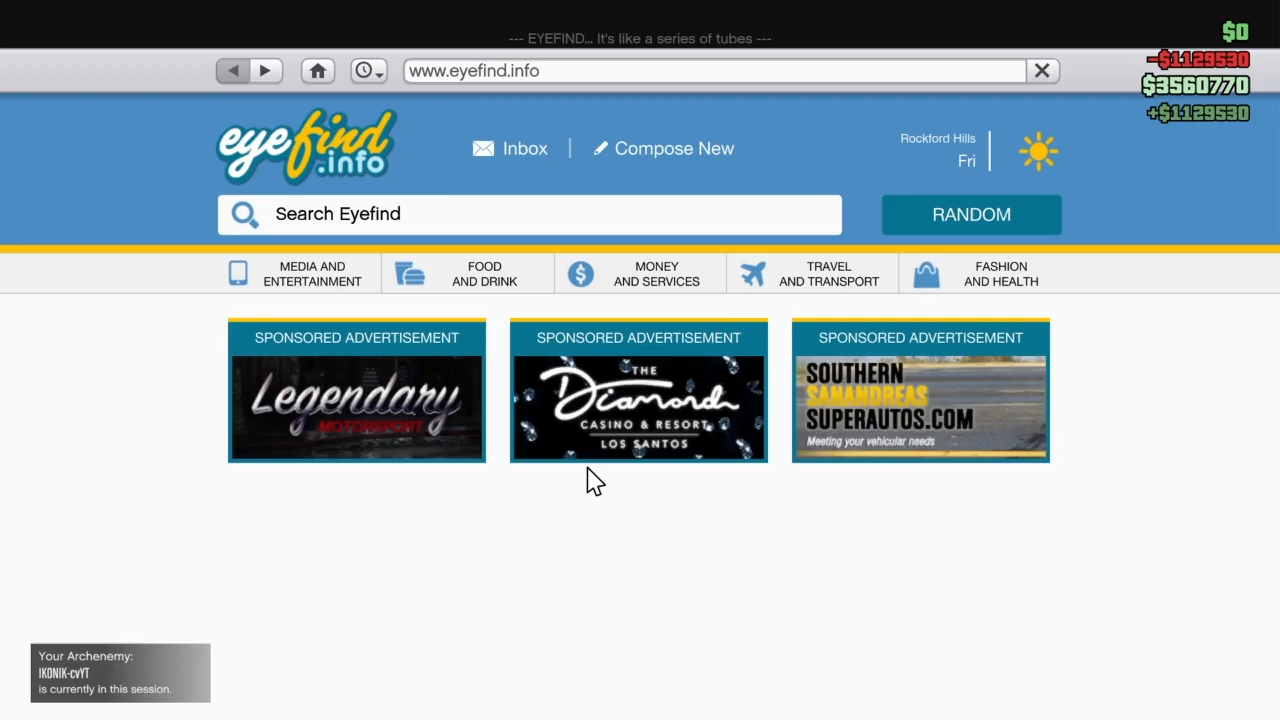 --- EYEFIND... It's like a series of tubes ---
$0
-$1129530
$3560770
+$1129530
www.eyefind.info
eyefind
.info
Inbox
Compose New
Rockford Hills
Fri
Search Eyefind
RANDOM
MEDIA AND
ENTERTAINMENT
FOOD
AND DRINK
MONEY
AND SERVICES
TRAVEL
AND TRANSPORT
FASHION
AND HEALTH
SPONSORED ADVERTISEMENT
Legendary
MOTORSPORT
SPONSORED ADVERTISEMENT
THE
Diamond
CASINO & RESORT
LOS SANTOS
SPONSORED ADVERTISEMENT
SOUTHERN
SANANDREAS
SUPERAUTOS.COM
Meeting your vehicular needs
Your Archenemy:
IKONIK-cvYT
is currently in this session.